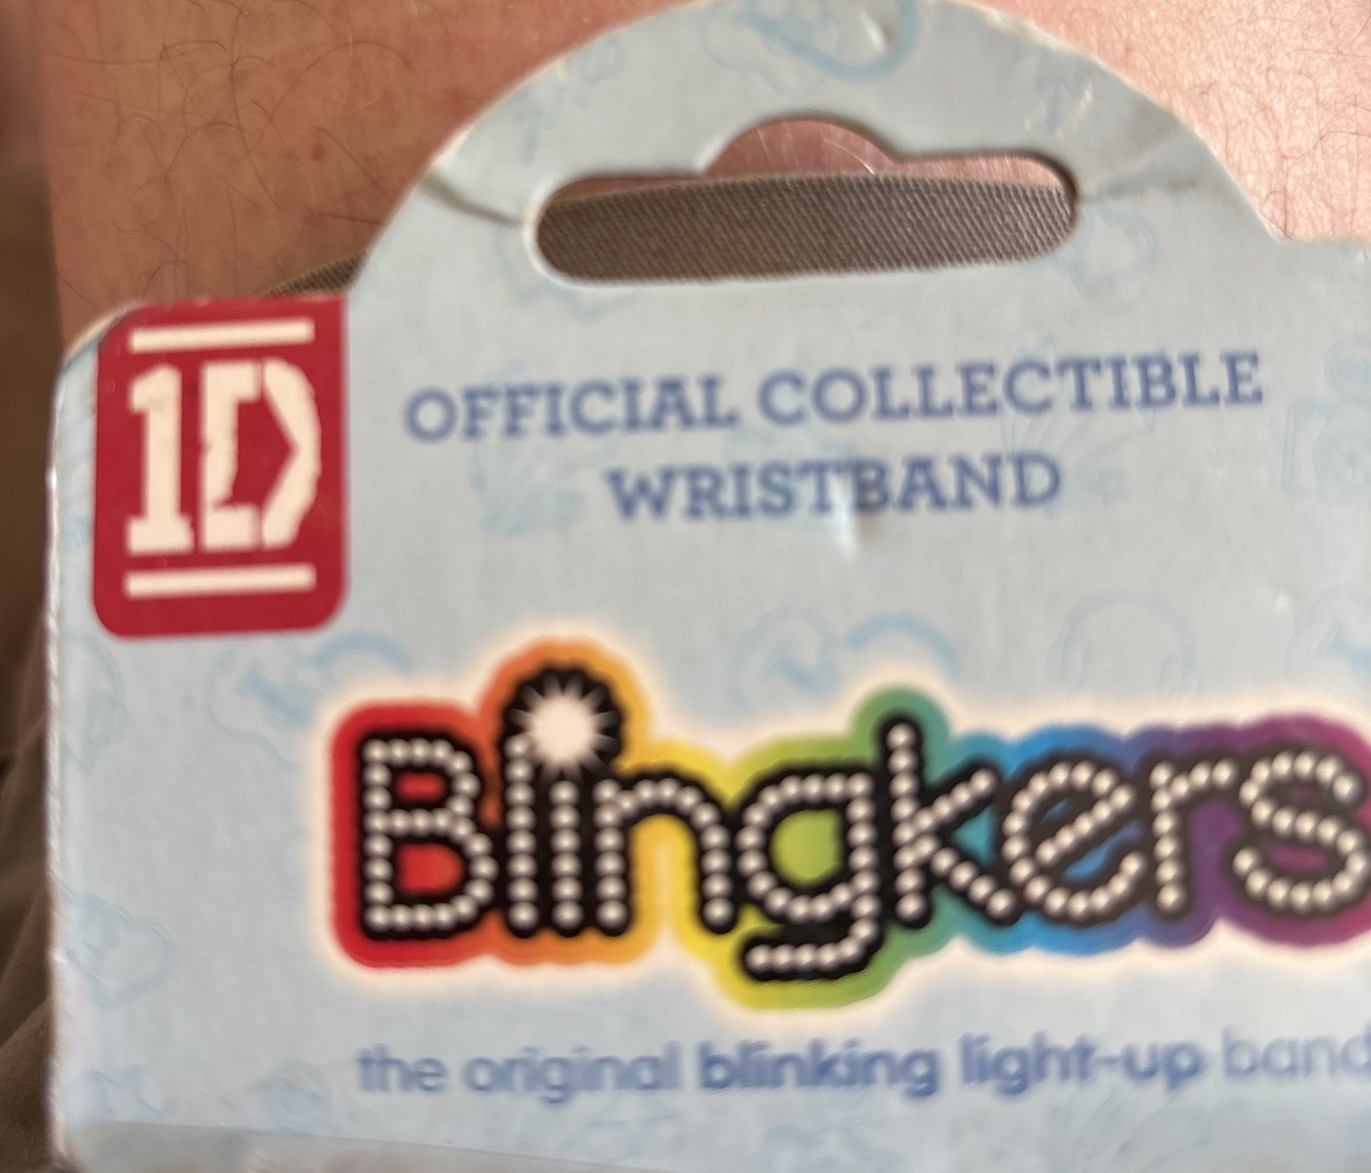 1D
OFFICIAL COLLECTIBLE
WRISTBAND
Blingkers
the original blinking light-up band